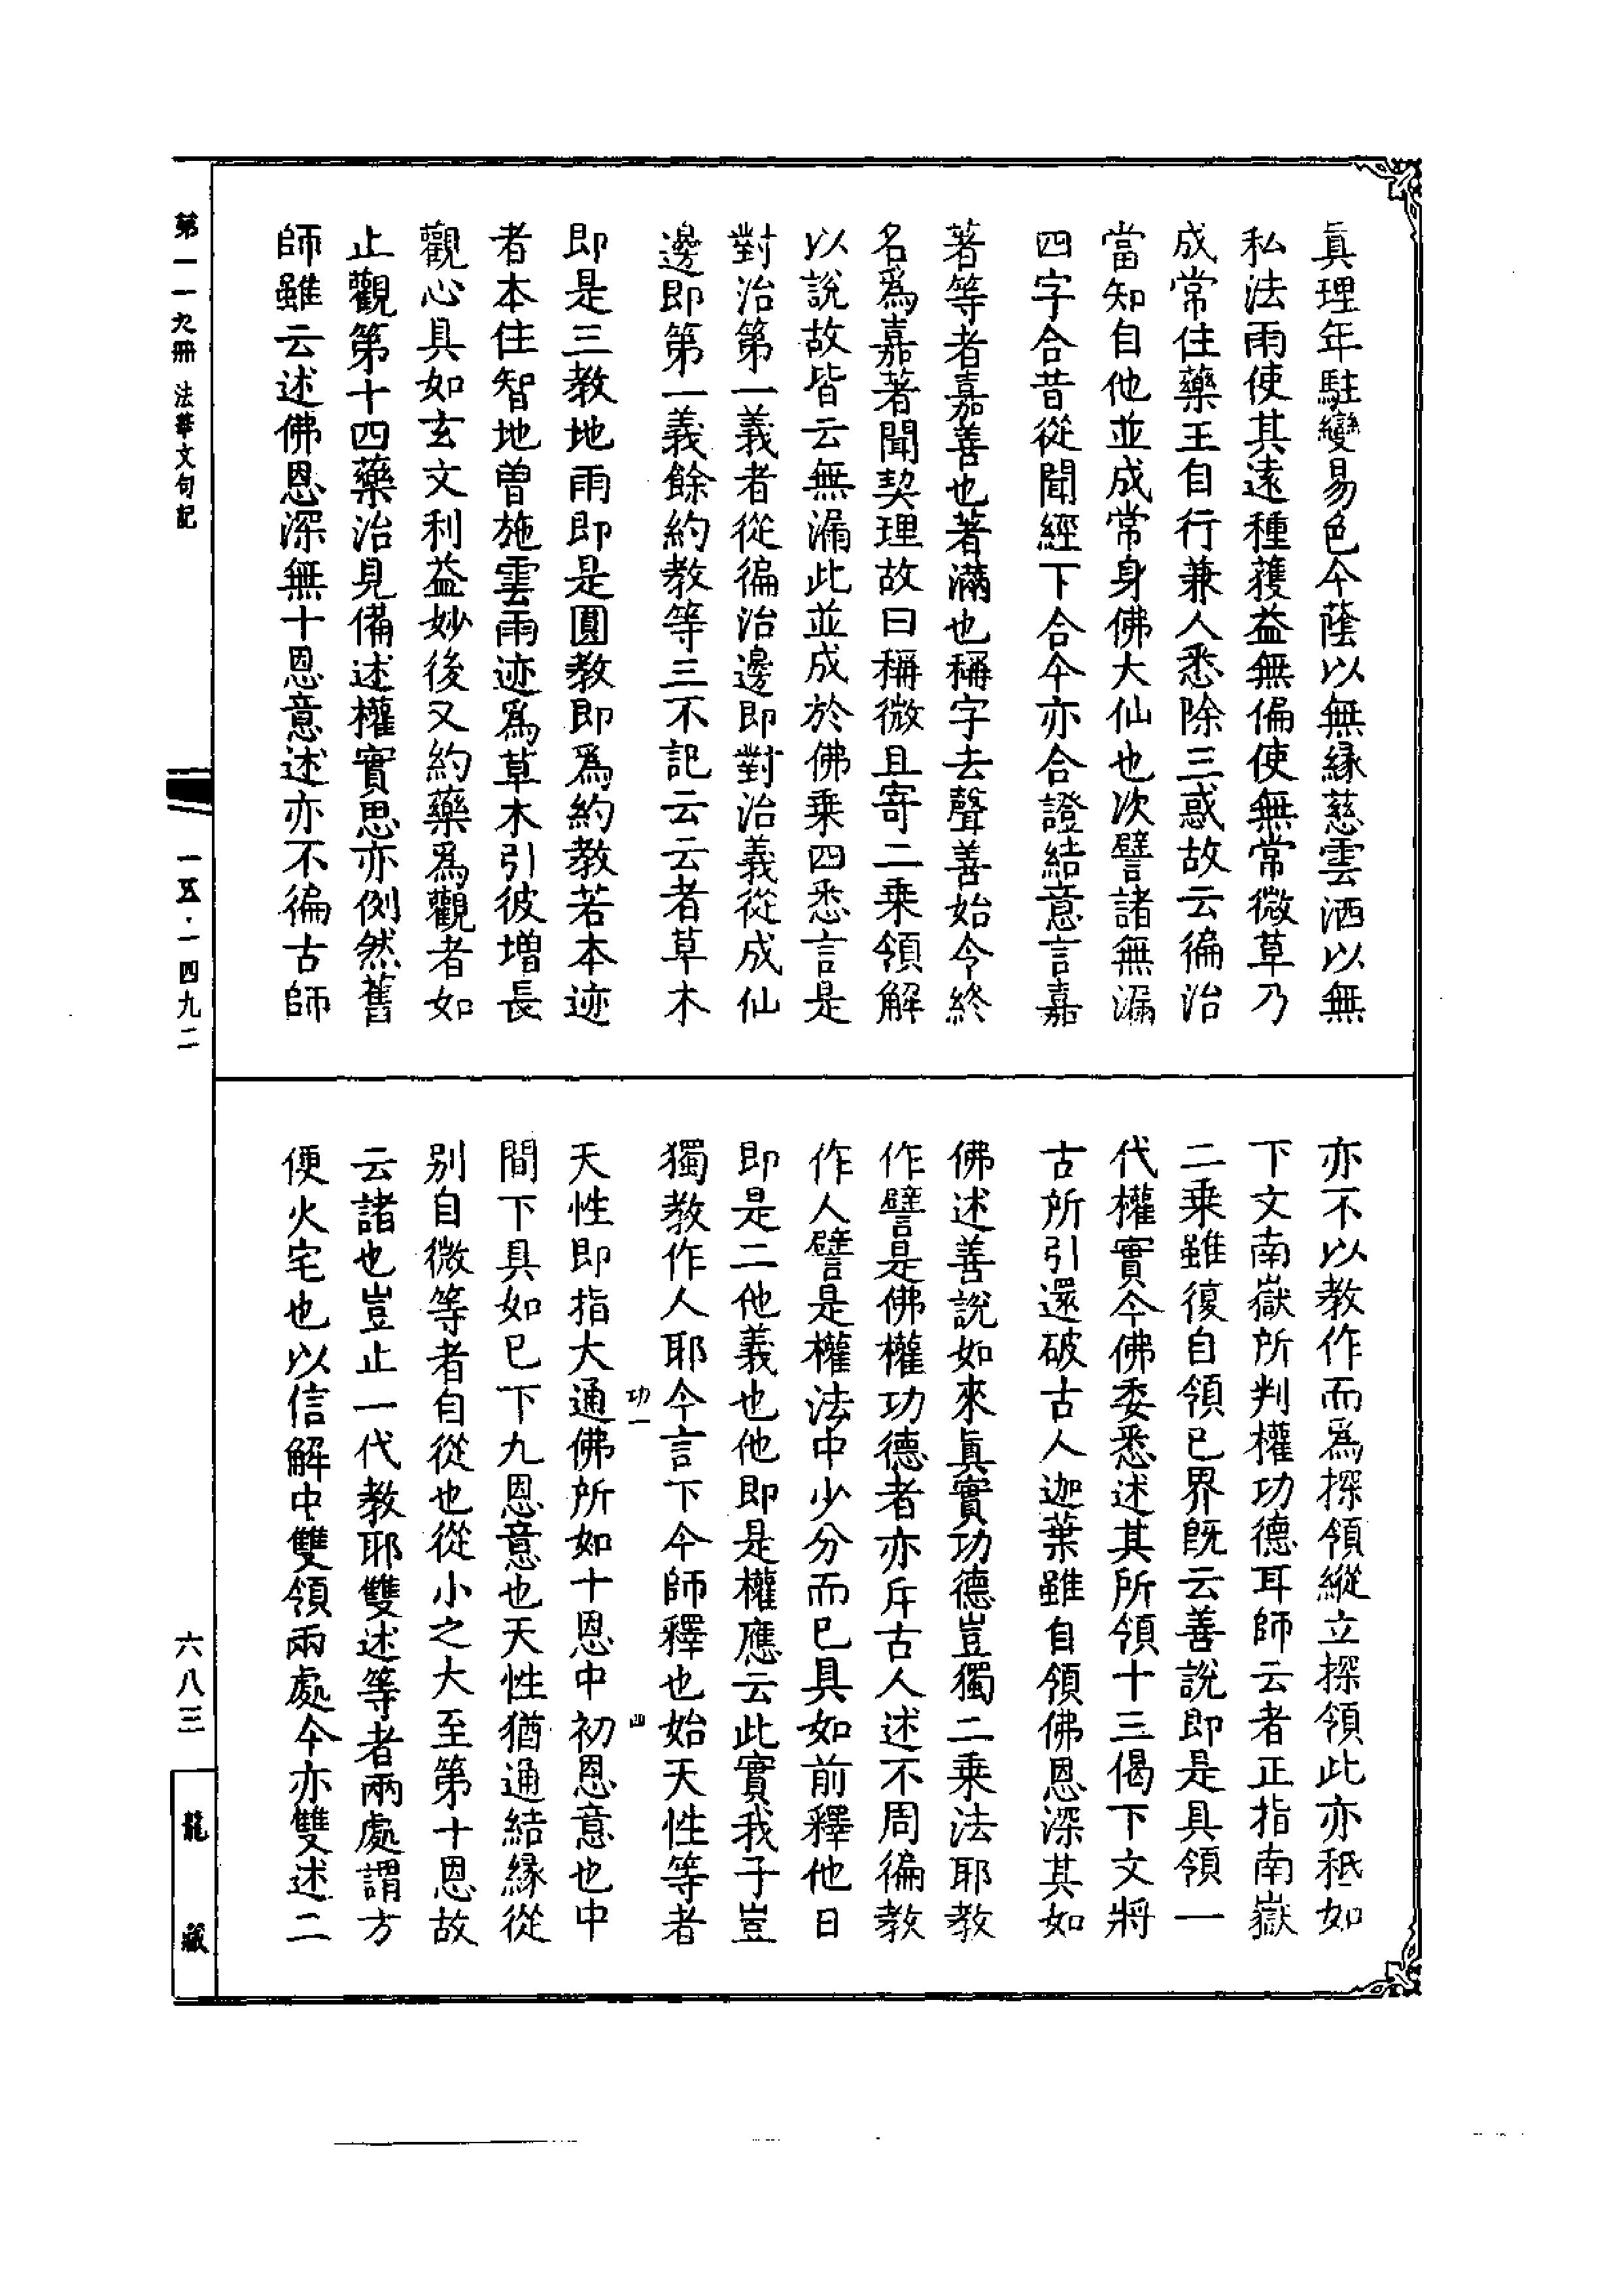 眞理年駐變易色今蔭以無緣慈雲洒以無
私法雨使其遠種蒦益無偏使無常微草乃
成常住藥王自行兼人悉除三惑故云徧治
當知自他並成常身佛大仙也次譬諸無漏
四字合昔從聞經下合今亦合證結意言嘉
著等者嘉善也著滿也稱字去聲善始令終
名爲嘉著聞契理故曰稱微且寄二乘領解
以說故皆云無漏此並成於佛乘四悉言是
對治第一義者從徧治邊即對治義從成仙
邊即第一義餘約教等三不記云云者草木
即是三教地雨即是圓教即爲約教若本迹
者本住智地曾施雲雨迹爲草木引彼增長
觀心具如玄文利益妙後又約藥爲觀者如
止觀第十四藥治見備述權實思亦例然舊
師雖云述佛恩深無十恩意述亦不徧古師
亦不以教作而爲探領縱立探領此亦秖如
下文南嶽所判權功德耳師云者正指南嶽
二乘雖復自領已界旣云善說即是具領一
代權實今佛委悉述其所領十三偈下文將
古所引還破古人迦葉雖自領佛恩深其如
佛述善說如來眞實功德豈獨二乘法耶教
作譬是佛權功德者亦斥古人述不周徧教
作人譬是權法中少分而已具如前釋他日
即是二他義也他即是權應云此實我子豈
獨教作人耶今言下今師釋也始天性等者
功一
四
天性即指大通佛所如十恩中初恩意也中
間下具如已下九恩意也天性猶通結緣從
別自微等者自從也從小之大至第十恩故
云諸也豈止一代教耶雙述等者兩處謂方
便火宅也以信解中雙領兩處今亦雙述二
第一一九冊 法華文句記
一五·一四九二
六八三
龍藏